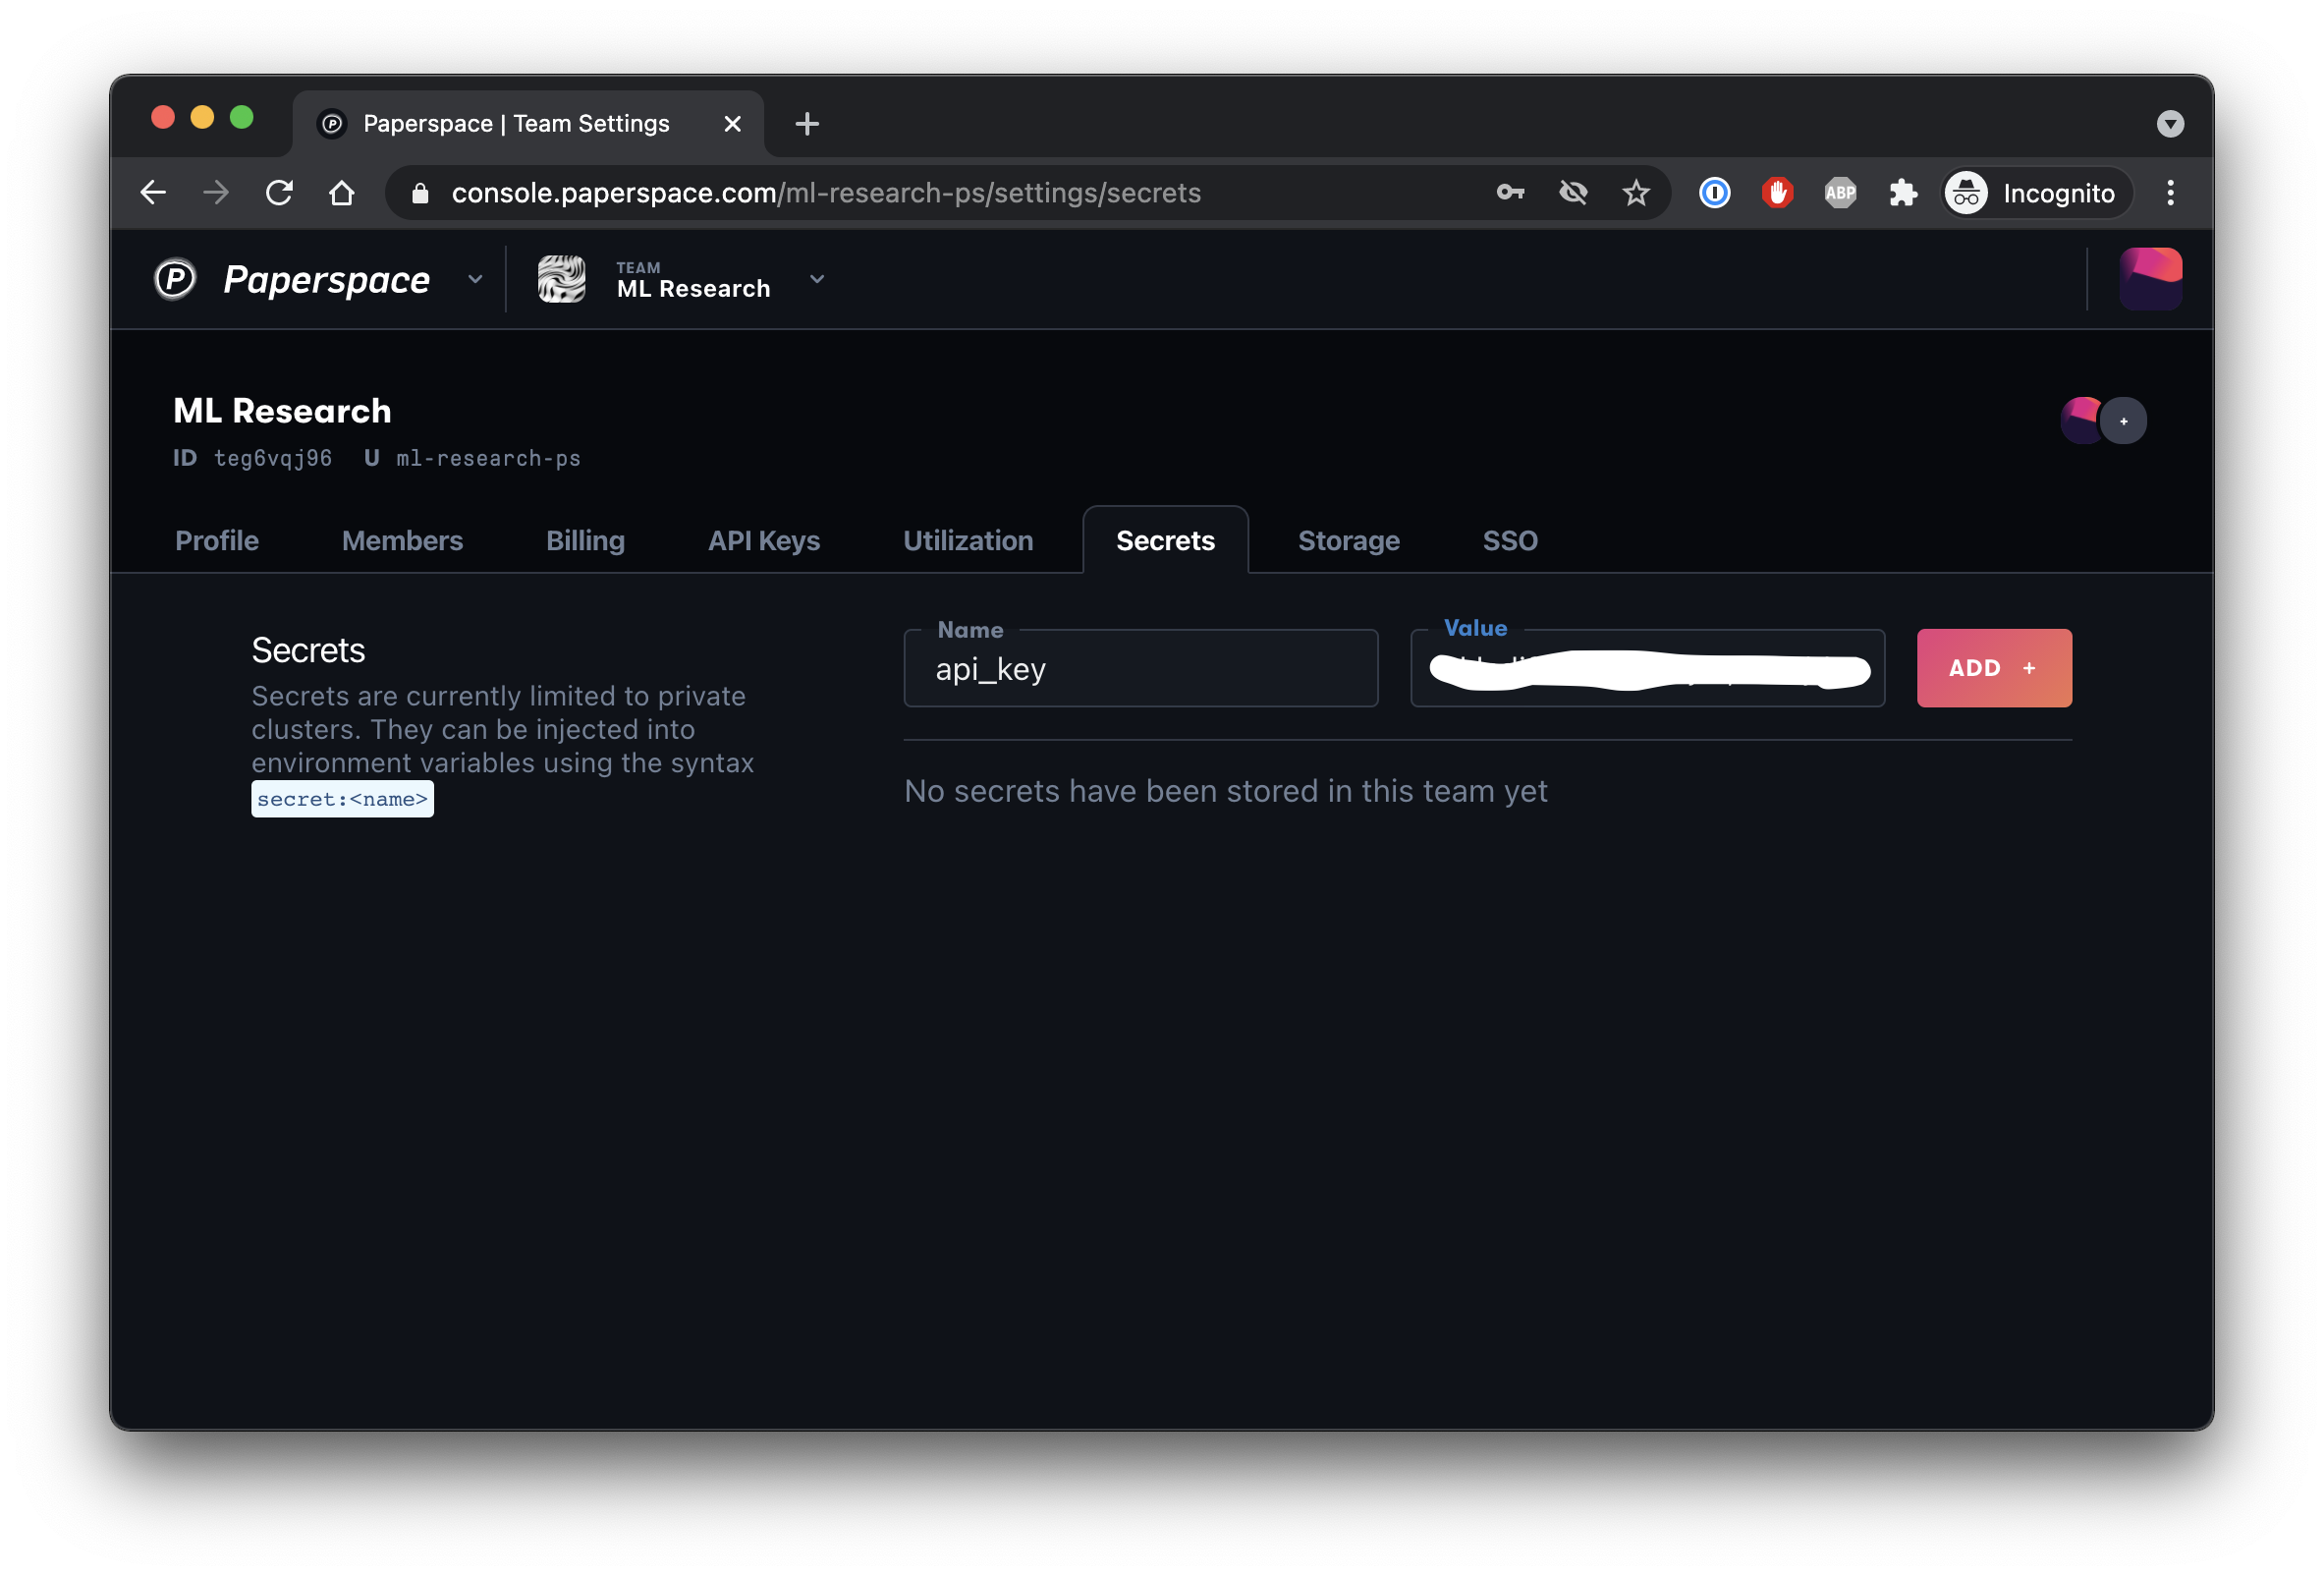 Paperspace | Team Settings
console.paperspace.com/ml-research-ps/settings/secrets
ABP
Incognito
P Paperspace
TEAM
ML Research
ML Research
ID teg6vqj96 U ml-research-ps
Profile Members Billing API Keys Utilization Secrets Storage SSO
Secrets
Secrets are currently limited to private
clusters. They can be injected into
environment variables using the syntax
secret:<name>
Name
api_key
Value
ADD +
No secrets have been stored in this team yet